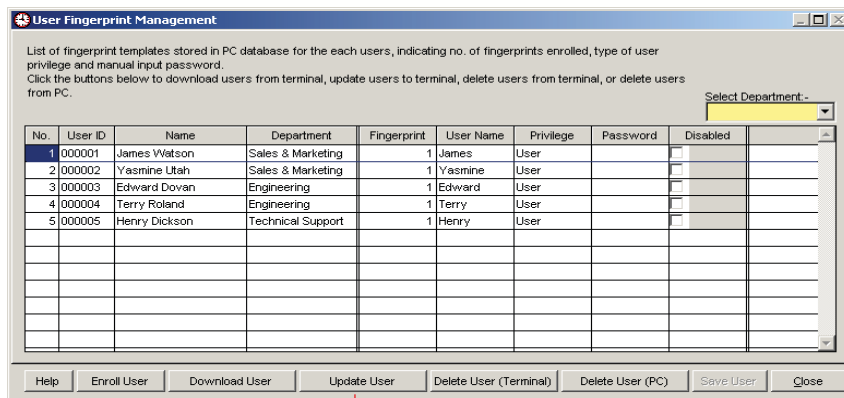 User Fingerprint Management
List of fingerprint templates stored in PC database for the each users, indicating no. of fingerprints enrolled, type of user
privilege and manual input password.
Click the buttons below to download users from terminal, update users to terminal, delete users from terminal, or delete users
from PC.
Select Department:-
No. User ID Name Department Fingerprint User Name Privilege Password Disabled
1 000001 James Watson Sales & Marketing 1 James User
2 000002 Yasmine Utah Sales & Marketing 1 Yasmine User
3 000003 Edward Dovan Engineering 1 Edward User
4 000004 Terry Roland Engineering 1 Terry User
5 000005 Henry Dickson Technical Support 1 Henry User
Help Enroll User Download User Update User Delete User (Terminal) Delete User (PC) Save User Close